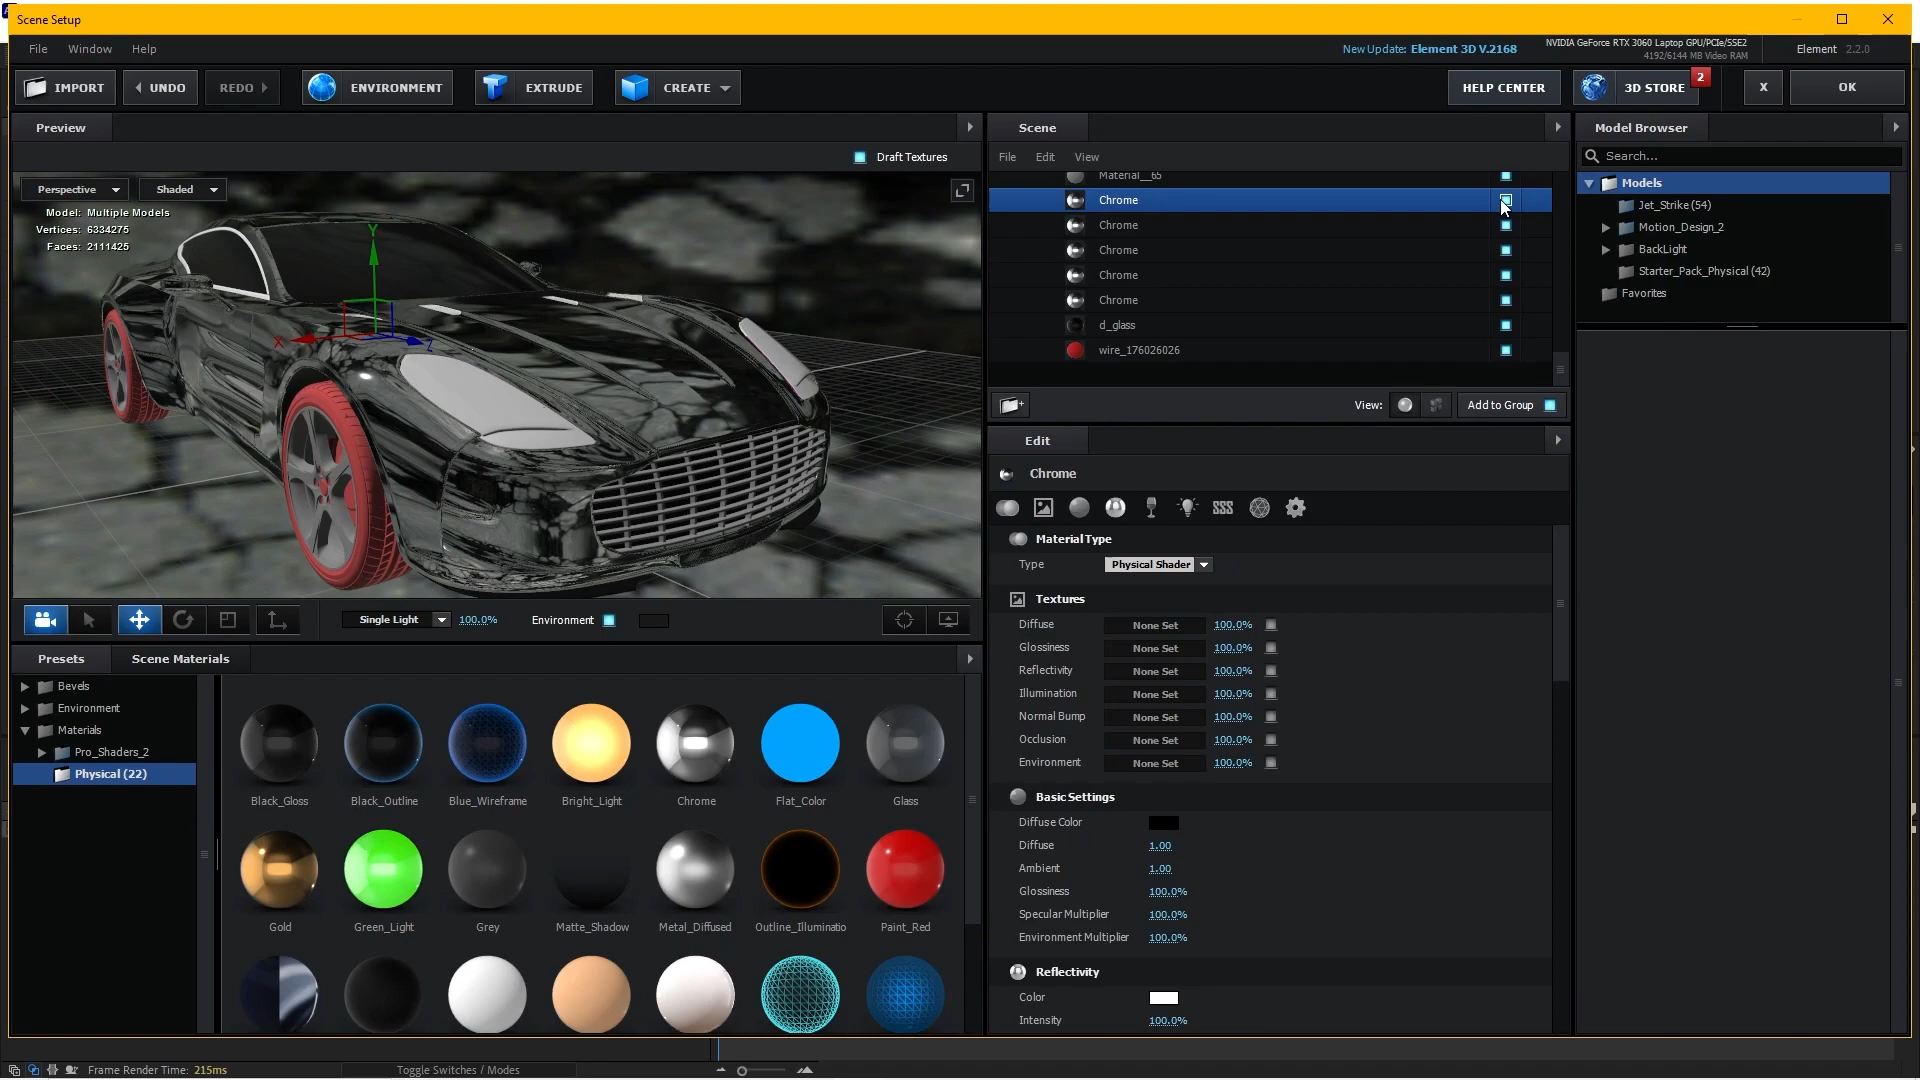 Scene Setup
File Window Help
New Update: Element 3D V.2168
NVIDIA GeForce RTX 3060 Laptop GPU/PCIe/SSE2
4192/6144 MB Video RAM
Element 2.2.0
IMPORT
UNDO
REDO
ENVIRONMENT
EXTRUDE
CREATE
HELP CENTER
3D STORE
2
X
OK
Preview
Draft Textures
Perspective
Shaded
Model: Multiple Models
Vertices: 6334275
Faces: 2111425
Y
X
Z
Single Light
100.0%
Environment
Presets
Scene Materials
Bevels
Environment
Materials
Pro_Shaders_2
Physical (22)
Black_Gloss
Black_Outline
Blue_Wireframe
Bright_Light
Chrome
Flat_Color
Glass
Gold
Green_Light
Grey
Matte_Shadow
Metal_Diffused
Outline_Illuminatio
Paint_Red
Scene
File Edit View
Material__65
Chrome
Chrome
Chrome
Chrome
Chrome
d_glass
wire_176026026
View:
Add to Group
Edit
Chrome
SSS
Material Type
Type Physical Shader
Textures
Diffuse None Set 100.0%
Glossiness None Set 100.0%
Reflectivity None Set 100.0%
Illumination None Set 100.0%
Normal Bump None Set 100.0%
Occlusion None Set 100.0%
Environment None Set 100.0%
Basic Settings
Diffuse Color
Diffuse 1.00
Ambient 1.00
Glossiness 100.0%
Specular Multiplier 100.0%
Environment Multiplier 100.0%
Reflectivity
Color
Intensity 100.0%
Model Browser
Search...
Models
Jet_Strike (54)
Motion_Design_2
BackLight
Starter_Pack_Physical (42)
Favorites
Frame Render Time: 215ms
Toggle Switches / Modes